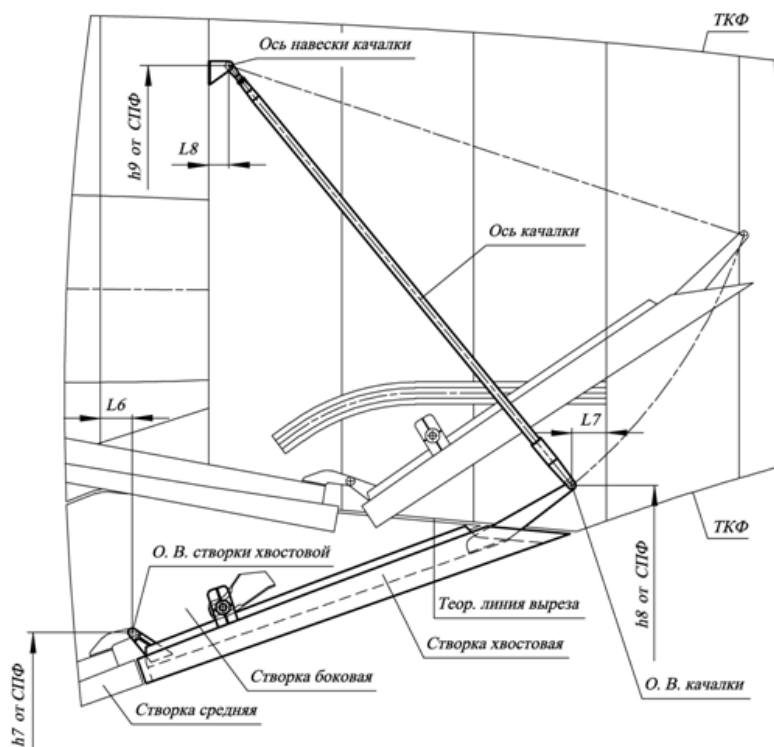 ТКФ
Ось навески качалки
h9 от СПФ
L8
Ось качалки
L6
L7
ТКФ
О. В. створки хвостовой
Теор. линия выреза
h8 от СПФ
Створка хвостовая
h7 от СПФ
Створка боковая
О. В. качалки
Створка средняя